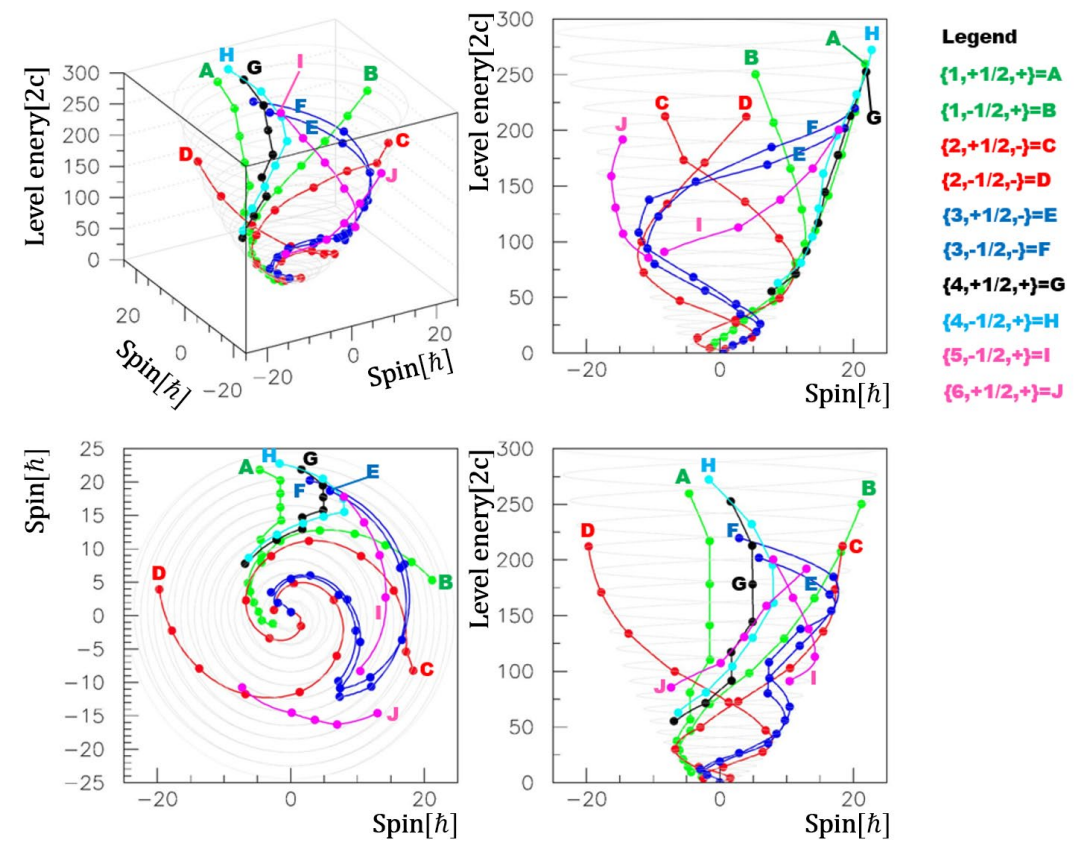 Level enery[2c]
300
250
200
150
100
50
0
20
0
−20
Spin[ℏ]
−20
0
20
Spin[ℏ]
A
H
G
I
B
F
E
C
D
J
Level enery[2c]
300
250
200
150
100
50
0
−20
0
20
Spin[ℏ]
A
H
B
C
D
F
G
J
E
I
Legend
{1,+1/2,+}=A
{1,-1/2,+}=B
{2,+1/2,-}=C
{2,-1/2,-}=D
{3,+1/2,-}=E
{3,-1/2,-}=F
{4,+1/2,+}=G
{4,-1/2,+}=H
{5,-1/2,+}=I
{6,+1/2,+}=J
Spin[ℏ]
25
20
15
10
5
0
−5
−10
−15
−20
−25
−20
0
20
Spin[ℏ]
A
H
G
E
F
D
B
I
C
J
Level enery[2c]
300
250
200
150
100
50
0
−20
0
20
Spin[ℏ]
H
A
B
D
F
C
G
E
J
I